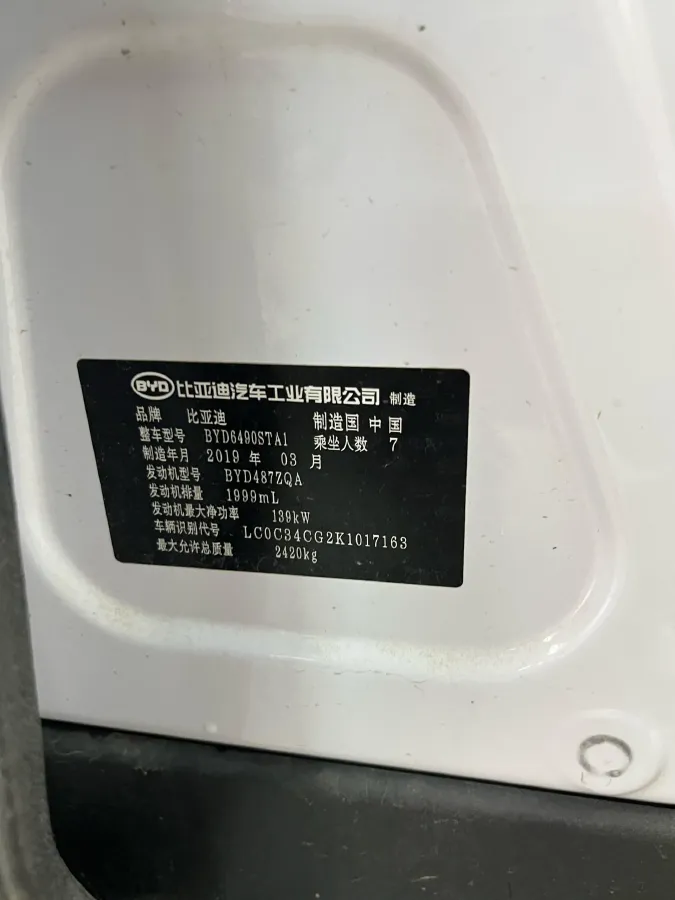 BYD 比亚迪汽车工业有限公司 制造
品牌 比亚迪 制造国 中国
整车型号 BYD6490STA1 乘坐人数 7
制造年月 2019 年 03 月
发动机型号 BYD487ZQA
发动机排量 1999mL
发动机最大净功率 139kW
车辆识别代号 LC0C34CG2K1017163
最大允许总质量 2420kg